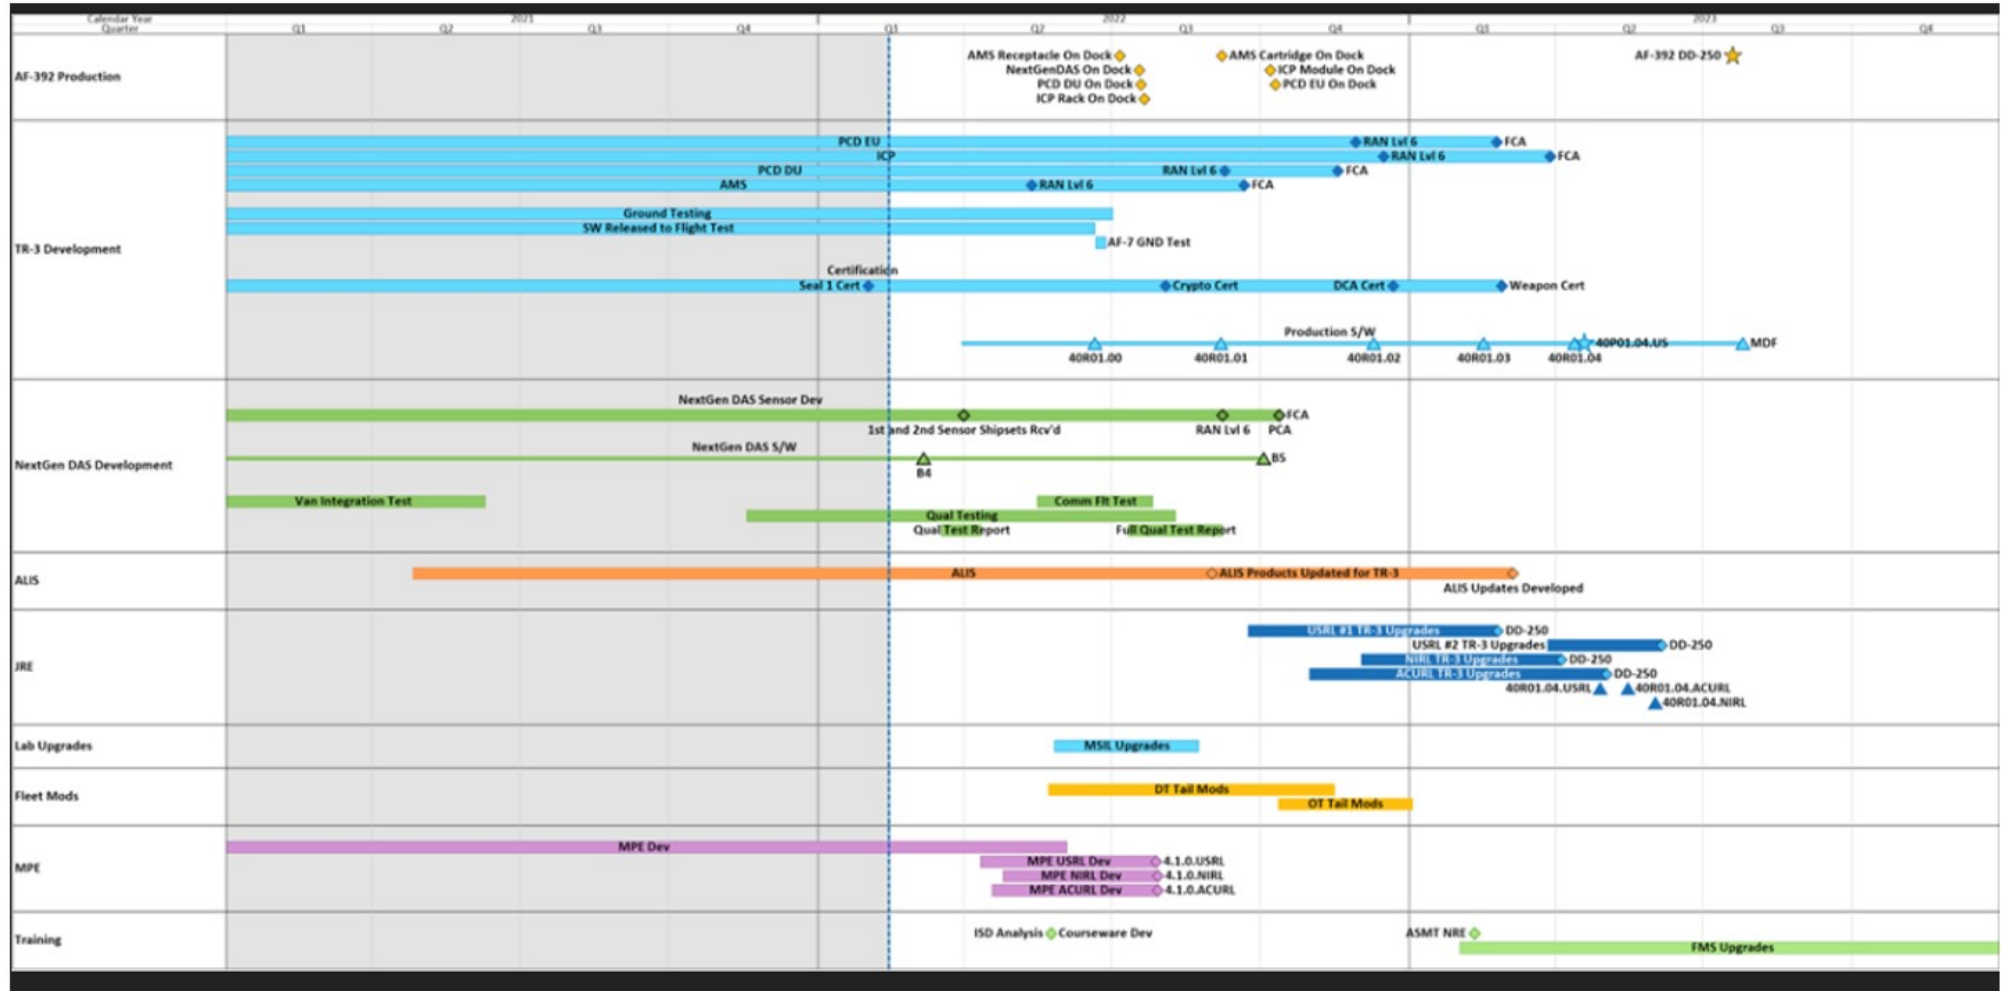 Calendar Year 2021 2022 2023
Quarter Q1 Q2 Q3 Q4 Q1 Q2 Q3 Q4 Q1 Q2 Q3 Q4
AF-392 Production
AMS Receptacle On Dock AMS Cartridge On Dock AF-392 DD-250
NextGenDAS On Dock ICP Module On Dock
PCD DU On Dock PCD EU On Dock
ICP Rack On Dock
TR-3 Development
PCD EU RAN Lvl 6 FCA
ICP RAN Lvl 6 FCA
PCD DU RAN Lvl 6 FCA
AMS RAN Lvl 6 FCA
Ground Testing
SW Released to Flight Test
AF-7 GND Test
Certification
Seal 1 Cert Crypto Cert DCA Cert Weapon Cert
Production S/W
40P01.04.US MDF
40R01.00 40R01.01 40R01.02 40R01.03 40R01.04
NextGen DAS Development
NextGen DAS Sensor Dev
FCA
1st and 2nd Sensor Shipsets Rcv'd RAN Lvl 6 PCA
NextGen DAS S/W
B5
B4
Van Integration Test Comm Flt Test
Qual Testing
Qual Test Report Full Qual Test Report
ALIS
ALIS ALIS Products Updated for TR-3
ALIS Updates Developed
JRE
USRL #1 TR-3 Upgrades DD-250
USRL #2 TR-3 Upgrades DD-250
NIRL TR-3 Upgrades DD-250
ACURL TR-3 Upgrades DD-250
40R01.04.USRL 40R01.04.ACURL
40R01.04.NIRL
Lab Upgrades
MSIL Upgrades
Fleet Mods
DT Tail Mods
OT Tail Mods
MPE
MPE Dev
MPE USRL Dev 4.1.0.USRL
MPE NIRL Dev 4.1.0.NIRL
MPE ACURL Dev 4.1.0.ACURL
Training
ISD Analysis Courseware Dev ASMT NRE
FMS Upgrades